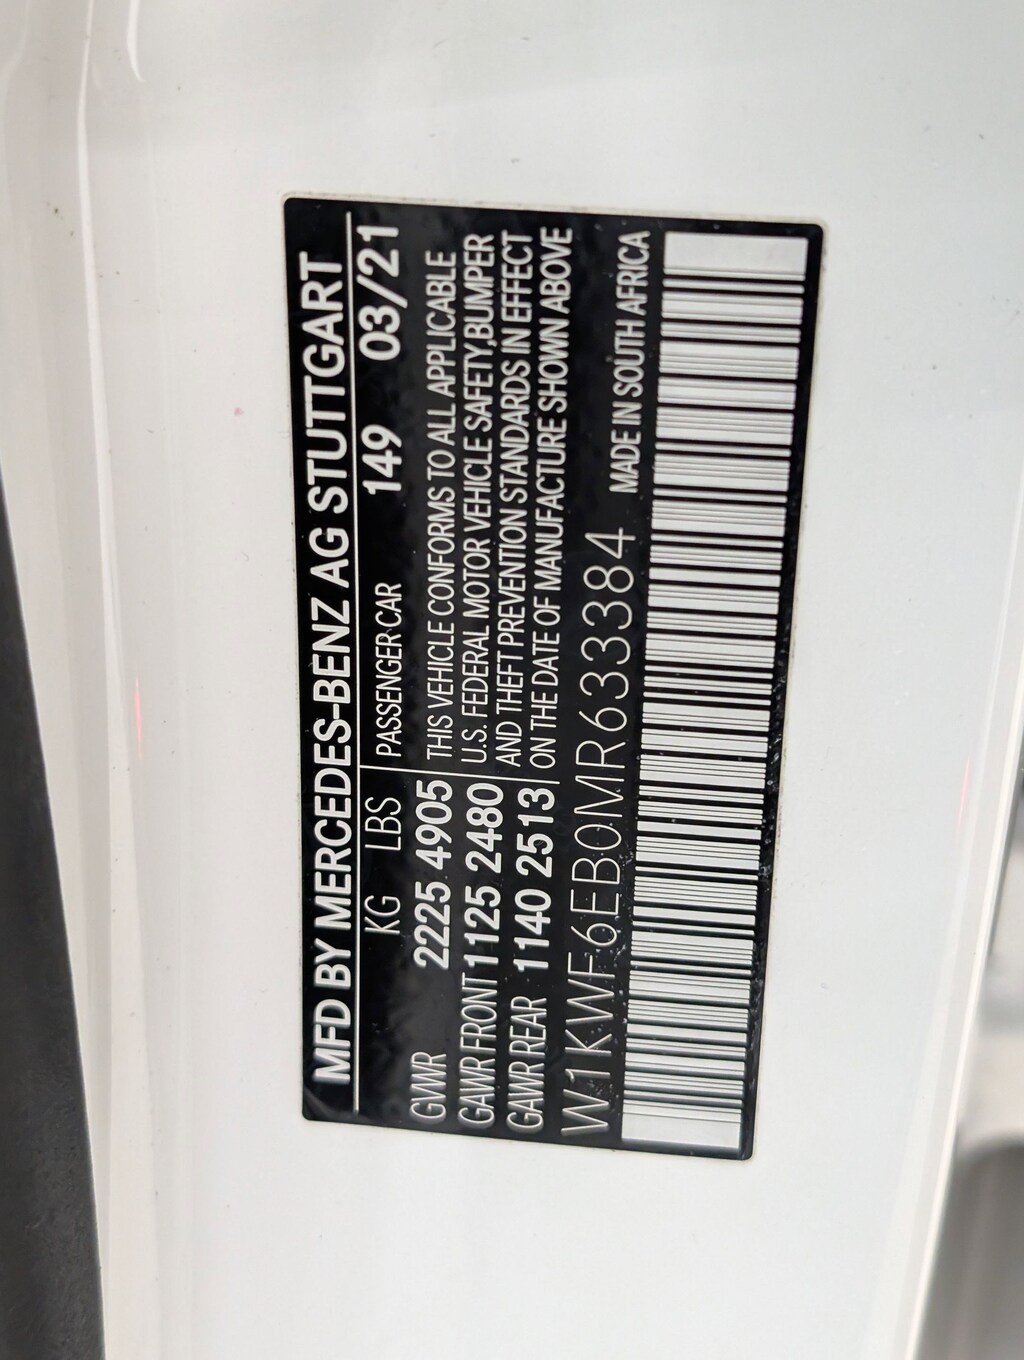 MFD BY MERCEDES-BENZ AG STUTTGART
KG LBS PASSENGER CAR 149 03/21
GVWR 2225 4905 THIS VEHICLE CONFORMS TO ALL APPLICABLE
GAWR FRONT 1125 2480 U.S. FEDERAL MOTOR VEHICLE SAFETY,BUMPER
GAWR REAR 1140 2513 AND THEFT PREVENTION STANDARDS IN EFFECT
ON THE DATE OF MANUFACTURE SHOWN ABOVE
W1KWF6EB0MR633384 MADE IN SOUTH AFRICA